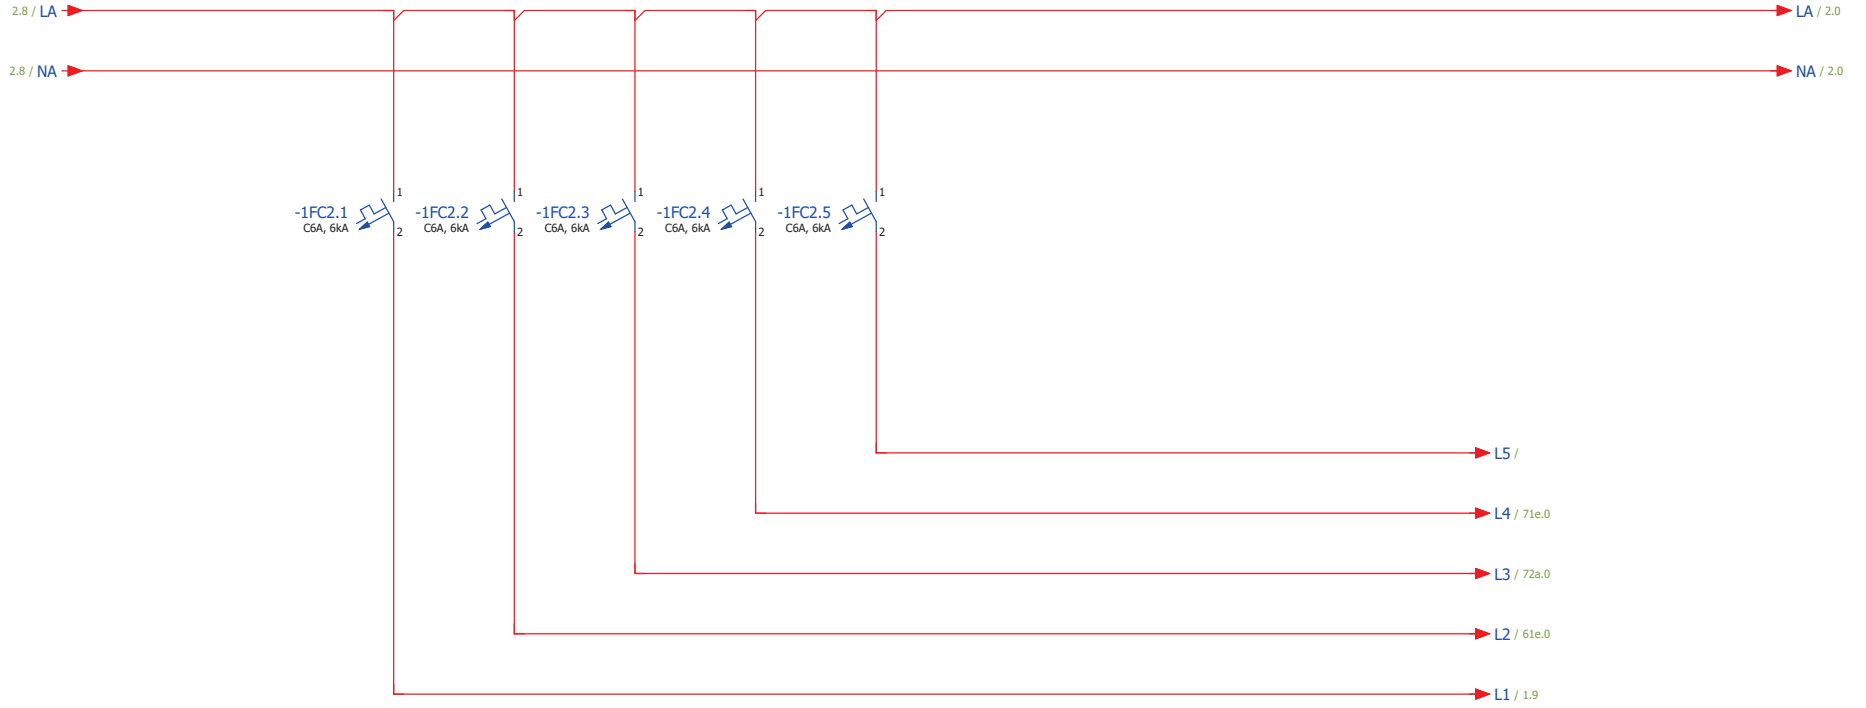 2.8 / LA
LA / 2.0
2.8 / NA
NA / 2.0
1
1
1
1
1
-1FC2.1
-1FC2.2
-1FC2.3
-1FC2.4
-1FC2.5
C6A, 6kA
C6A, 6kA
C6A, 6kA
C6A, 6kA
C6A, 6kA
2
2
2
2
2
L5 /
L4 / 71e.0
L3 / 72a.0
L2 / 61e.0
L1 / 1.9